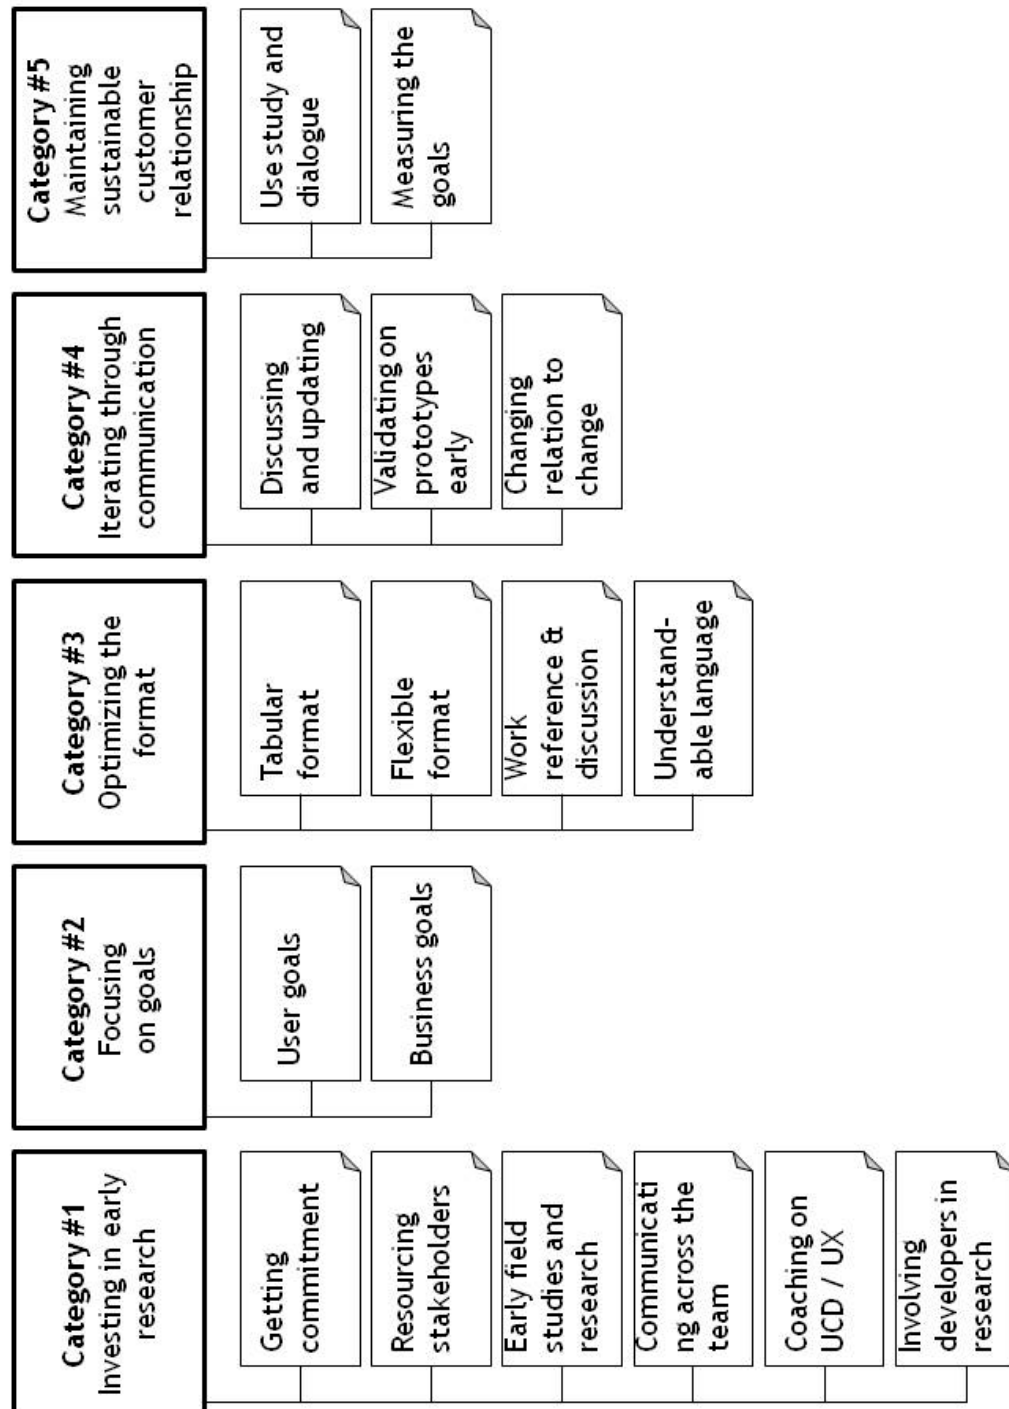 Category #1
Investing in early
research
Getting
commitment
Resourcing
stakeholders
Early field
studies and
research
Communicati
ng across the
team
Coaching on
UCD / UX
Involving
developers in
research
Category #2
Focusing
on goals
User goals
Business goals
Category #3
Optimizing the
format
Tabular
format
Flexible
format
Work
reference &
discussion
Understand-
able language
Category #4
Iterating through
communication
Discussing
and updating
Validating on
prototypes
early
Changing
relation to
change
Category #5
Maintaining
sustainable
customer
relationship
Use study and
dialogue
Measuring the
goals